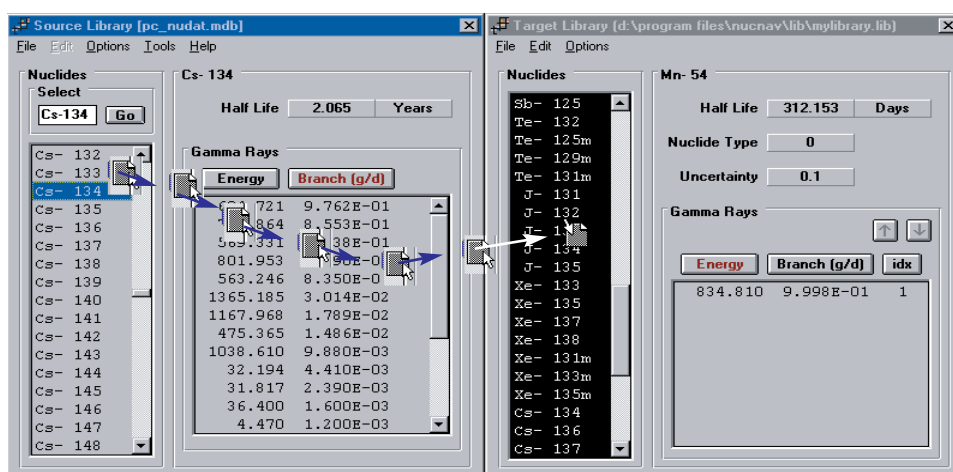 Source Library [pc_nudat.mdb]
File Edit Options Tools Help
Nuclides
Select
Cs-134 Go
Cs- 132
Cs- 133
Cs- 134
Cs- 135
Cs- 136
Cs- 137
Cs- 138
Cs- 139
Cs- 140
Cs- 141
Cs- 142
Cs- 143
Cs- 144
Cs- 145
Cs- 146
Cs- 147
Cs- 148
Cs- 134
Half Life 2.065 Years
Gamma Rays
Energy Branch (g/d)
721 9.762E-01
864 8.553E-01
569.331 38E-01
801.953
563.246 8.350E-0
1365.185 3.014E-02
1167.968 1.789E-02
475.365 1.486E-02
1038.610 9.880E-03
32.194 4.410E-03
31.817 2.390E-03
36.400 1.600E-03
4.470 1.200E-03
Target Library (d:\program files\nucnav\lib\mylibrary.lib)
File Edit Options
Nuclides
Sb- 125
Te- 132
Te- 125m
Te- 129m
Te- 131m
J- 131
J- 132
J-
J- 134
J- 135
Xe- 133
Xe- 135
Xe- 137
Xe- 138
Xe- 131m
Xe- 133m
Xe- 135m
Cs- 134
Cs- 136
Cs- 137
Mn- 54
Half Life 312.153 Days
Nuclide Type 0
Uncertainty 0.1
Gamma Rays
Energy Branch (g/d) idx
834.810 9.998E-01 1